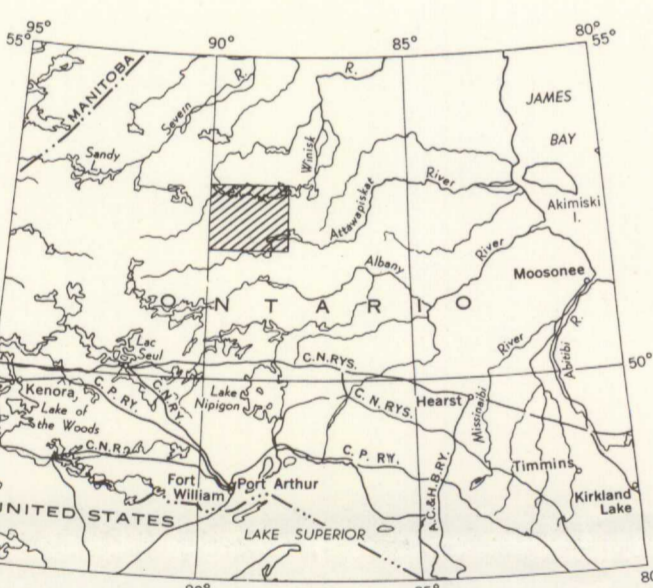 95°
90°
85°
80°
55°
55°
MANITOBA
Severn R.
R.
JAMES
BAY
Sandy
L.
Winisk
Attawapiskat River
Akimiski
I.
Albany River
Moosonee
ONTARIO
Lac
Seul
C.N.RYS.
50°
River
Abitibi R.
Kenora
C.P.RY.
C.N.R.
Lake
Nipigon
C.N.RYS.
Hearst
Missinaibi
Lake of
the Woods
C.N.R.
C.P.RY.
A.C.&H.B.RY.
Timmins
Fort
William
Port Arthur
Kirkland
Lake
UNITED STATES
LAKE SUPERIOR